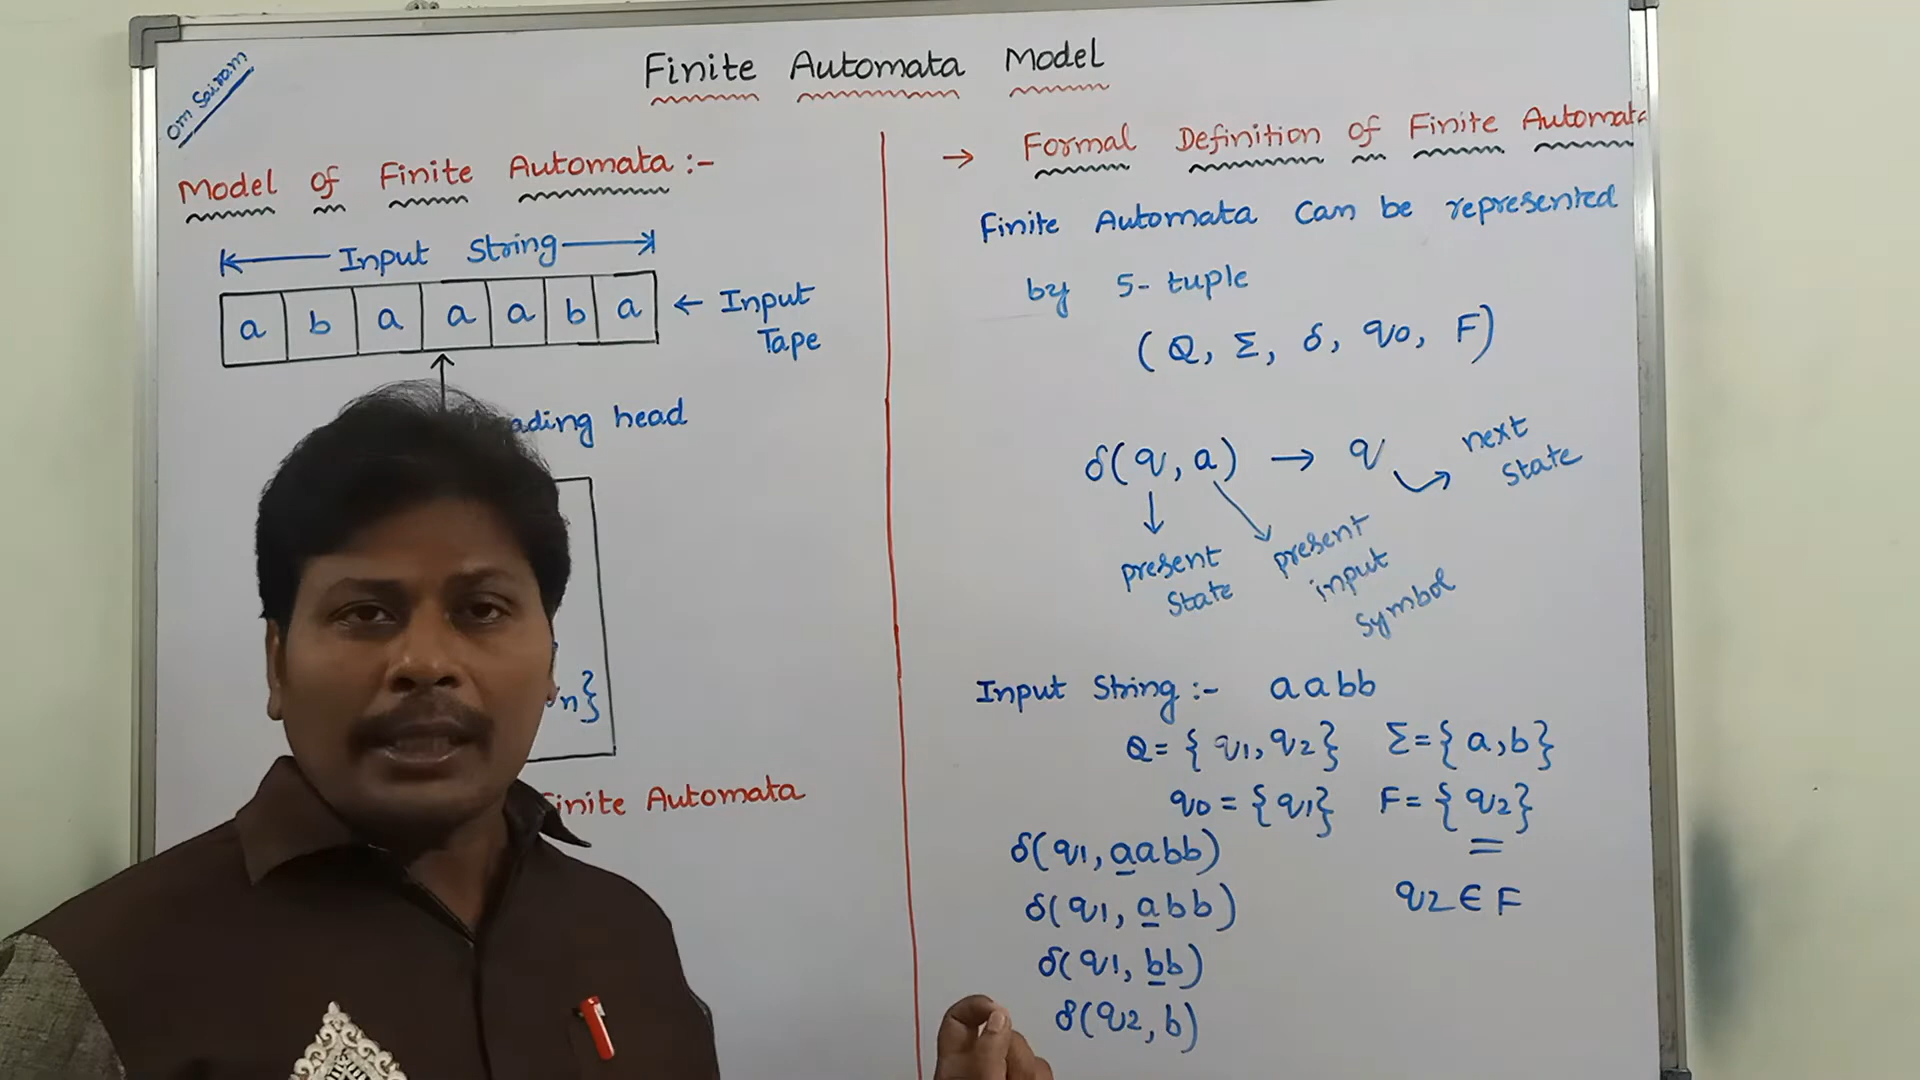 Finite Automata Model
Om Sairam
Model of Finite Automata :-
Input String
a b a a a b a ← Input
Tape
ading head
n}
Finite Automata
→ Formal Definition of Finite Automata
Finite Automata Can be represented
by 5-tuple
(Q, Σ, δ, q0, F)
δ(q, a) → q
next
State
present
State
present
input
symbol
Input String :- aabb
Q = { q1, q2 } Σ = { a, b }
q0 = { q1 } F = { q2 }
δ(q1, aabb)
δ(q1, abb)
q2 ∈ F
δ(q1, bb)
δ(q2, b)